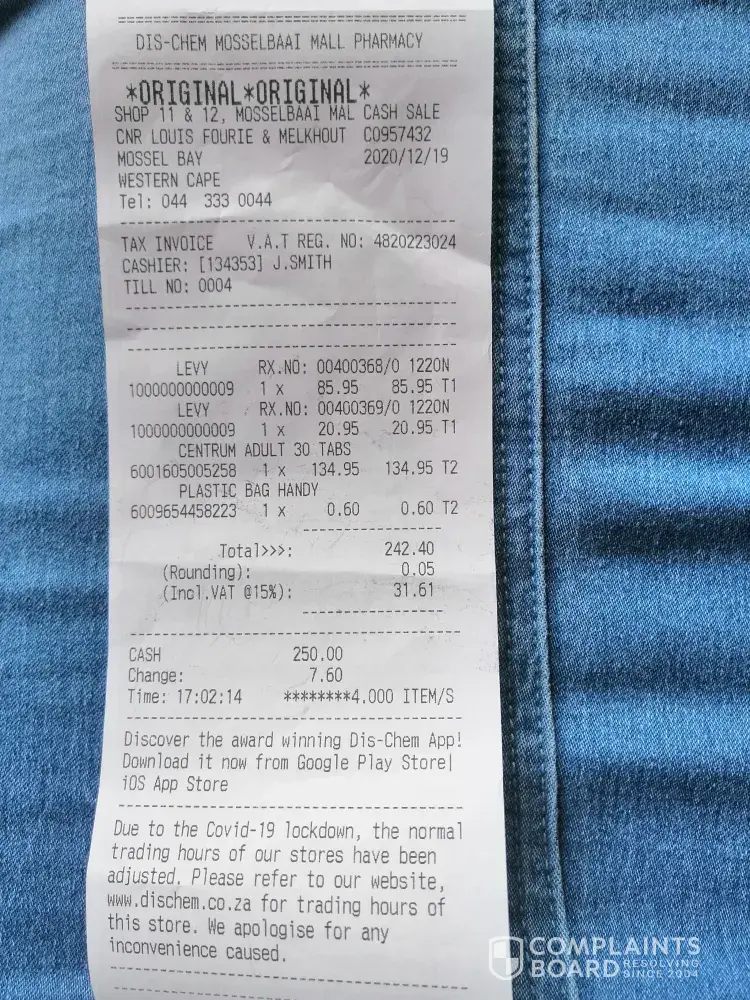 DIS-CHEM MOSSELBAAI MALL PHARMACY
*ORIGINAL*ORIGINAL*
SHOP 11 & 12, MOSSELBAAI MAL CASH SALE
CNR LOUIS FOURIE & MELKHOUT C0957432
MOSSEL BAY 2020/12/19
WESTERN CAPE
Tel: 044 333 0044
TAX INVOICE V.A.T REG. NO: 4820223024
CASHIER: [134353] J.SMITH
TILL NO: 0004
LEVY RX.NO: 00400368/0 1220N
1000000000009 1 x 85.95 85.95 T1
LEVY RX.NO: 00400369/0 1220N
1000000000009 1 x 20.95 20.95 T1
CENTRUM ADULT 30 TABS
6001605005258 1 x 134.95 134.95 T2
PLASTIC BAG HANDY
6009654458223 1 x 0.60 0.60 T2
Total>>>: 242.40
(Rounding): 0.05
(Incl.VAT @15%): 31.61
CASH 250.00
Change: 7.60
Time: 17:02:14 ********4.000 ITEM/S
Discover the award winning Dis-Chem App!
Download it now from Google Play Store|
iOS App Store
Due to the Covid-19 lockdown, the normal
trading hours of our stores have been
adjusted. Please refer to our website,
www.dischem.co.za for trading hours of
this store. We apologise for any
inconvenience caused.
COMPLAINTS
BOARD RESOLVING SINCE 2004